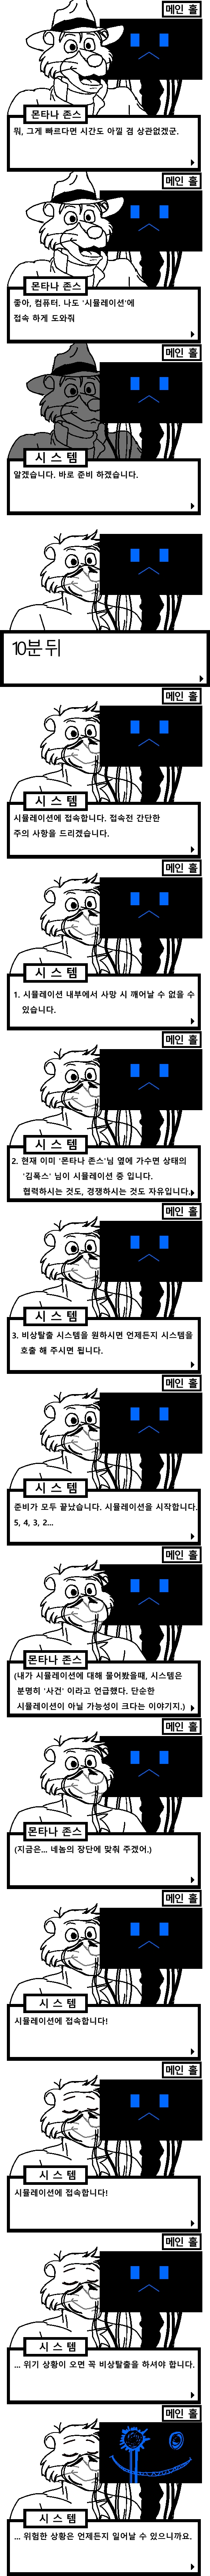 메인 홀
몬타나 존스
뭐, 그게 빠르다면 시간도 아낄 겸 상관없겠군.
메인 홀
몬타나 존스
좋아, 컴퓨터. 나도 '시뮬레이션'에
접속 하게 도와줘
메인 홀
시 스 템
알겠습니다. 바로 준비 하겠습니다.
메인 홀
10분 뒤
메인 홀
시 스 템
시뮬레이션에 접속합니다. 접속전 간단한
주의 사항을 드리겠습니다.
메인 홀
시 스 템
1. 시뮬레이션 내부에서 사망 시 깨어날 수 없을 수
있습니다.
메인 홀
시 스 템
2. 현재 이미 '몬타나 존스'님 옆에 가수면 상태의
'김폭스' 님이 시뮬레이션 중 입니다.
협력하시는 것도, 경쟁하시는 것도 자유입니다.
메인 홀
시 스 템
3. 비상탈출 시스템을 원하시면 언제든지 시스템을
호출 해 주시면 됩니다.
메인 홀
시 스 템
준비가 모두 끝났습니다. 시뮬레이션을 시작합니다.
5, 4, 3, 2...
메인 홀
몬타나 존스
(내가 시뮬레이션에 대해 물어봤을때, 시스템은
분명히 '사건' 이라고 언급했다. 단순한
시뮬레이션이 아닐 가능성이 크다는 이야기지.)
메인 홀
몬타나 존스
(지금은... 네놈의 장단에 맞춰 주겠어.)
메인 홀
시 스 템
시뮬레이션에 접속합니다!
메인 홀
시 스 템
시뮬레이션에 접속합니다!
메인 홀
시 스 템
... 위기 상황이 오면 꼭 비상탈출을 하셔야 합니다.
메인 홀
시 스 템
... 위험한 상황은 언제든지 일어날 수 있으니까요.